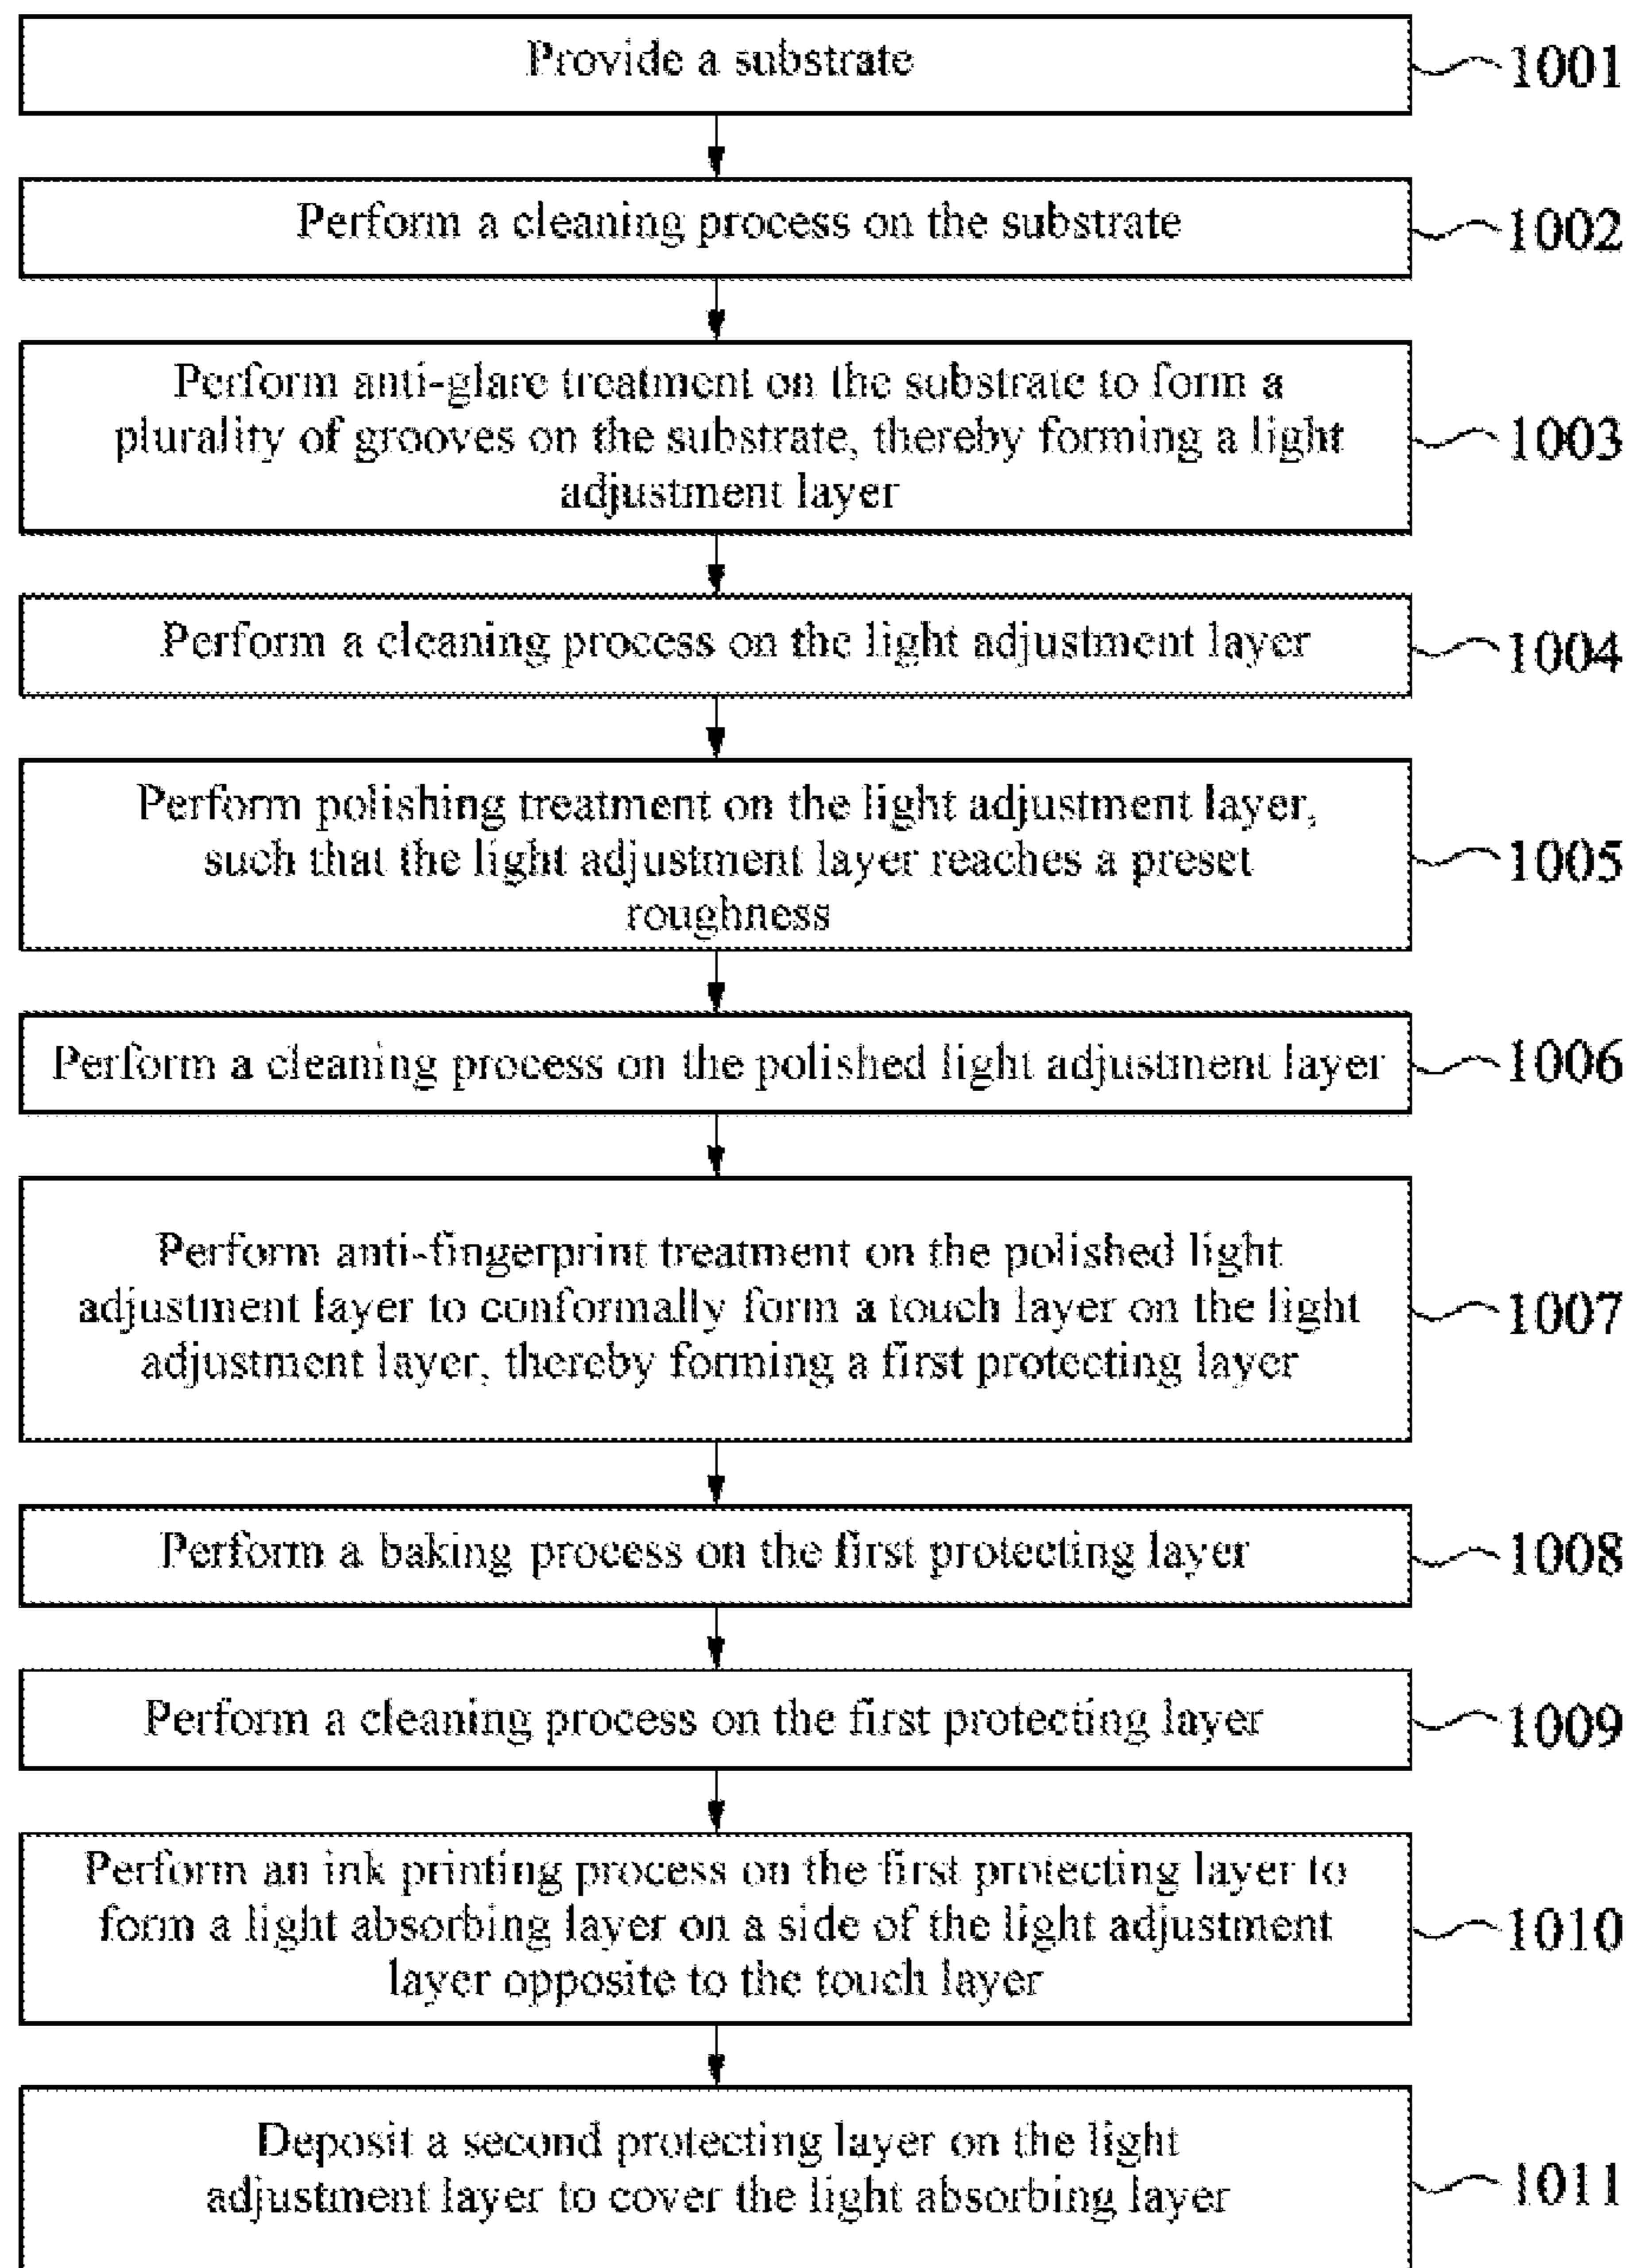 Provide a substrate
1001
Perform a cleaning process on the substrate
1002
Perform anti-glare treatment on the substrate to form a
plurality of grooves on the substrate, thereby forming a light
adjustment layer
1003
Perform a cleaning process on the light adjustment layer
1004
Perform polishing treatment on the light adjustment layer,
such that the light adjustment layer reaches a preset
roughness
1005
Perform a cleaning process on the polished light adjustment layer
1006
Perform anti-fingerprint treatment on the polished light
adjustment layer to conformally form a touch layer on the light
adjustment layer, thereby forming a first protecting layer
1007
Perform a baking process on the first protecting layer
1008
Perform a cleaning process on the first protecting layer
1009
Perform an ink printing process on the first protecting layer to
form a light absorbing layer on a side of the light adjustment
layer opposite to the touch layer
1010
Deposit a second protecting layer on the light
adjustment layer to cover the light absorbing layer
1011